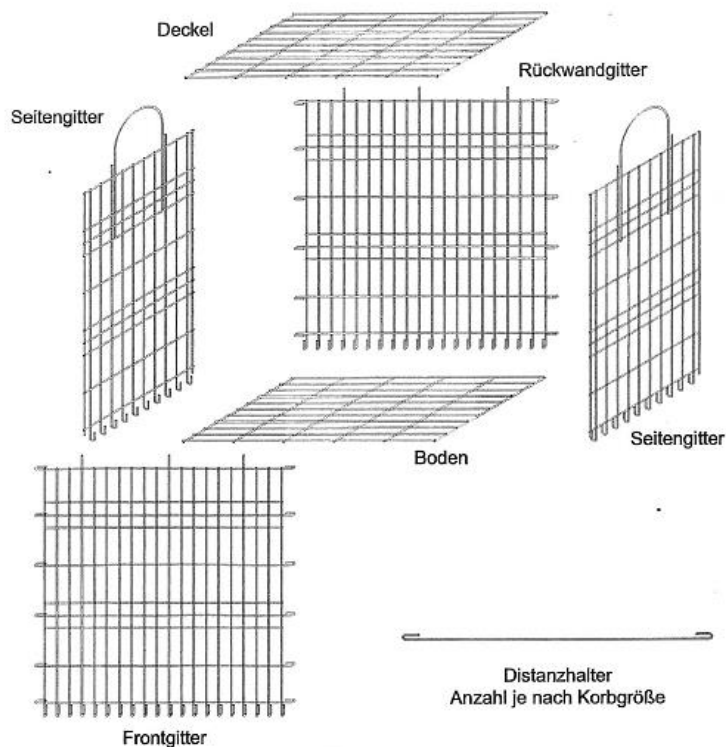 Deckel
Rückwandgitter
Seitengitter
Seitengitter
Boden
Distanzhalter
Anzahl je nach Korbgröße
Frontgitter